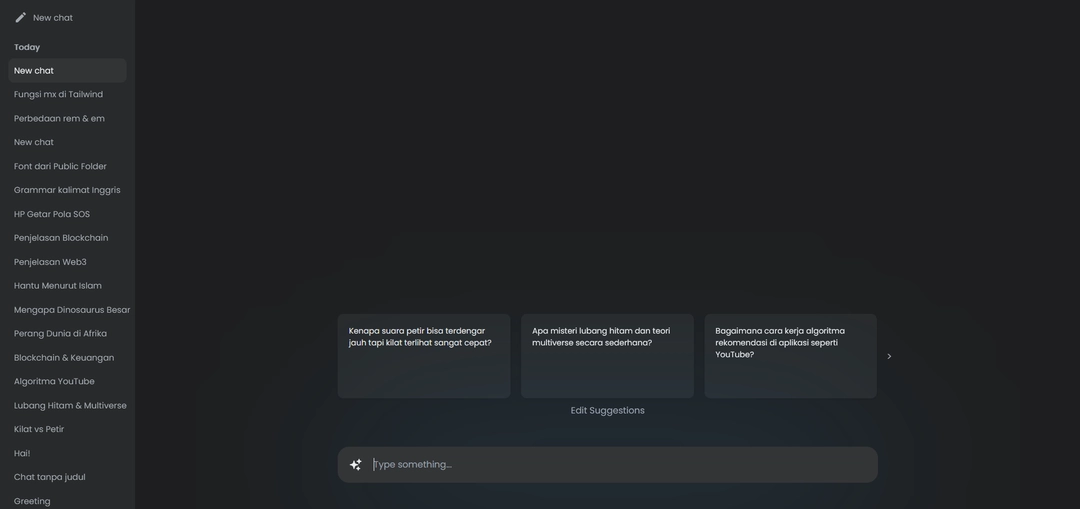 New chat
Today
New chat
Fungsi mx di Tailwind
Perbedaan rem & em
New chat
Font dari Public Folder
Grammar kalimat Inggris
HP Getar Pola SOS
Penjelasan Blockchain
Penjelasan Web3
Hantu Menurut Islam
Mengapa Dinosaurus Besar
Perang Dunia di Afrika
Blockchain & Keuangan
Algoritma YouTube
Lubang Hitam & Multiverse
Kilat vs Petir
Hai!
Chat tanpa judul
Greeting
Kenapa suara petir bisa terdengar
jauh tapi kilat terlihat sangat cepat?
Apa misteri lubang hitam dan teori
multiverse secara sederhana?
Bagaimana cara kerja algoritma
rekomendasi di aplikasi seperti
YouTube?
Edit Suggestions
Type something...